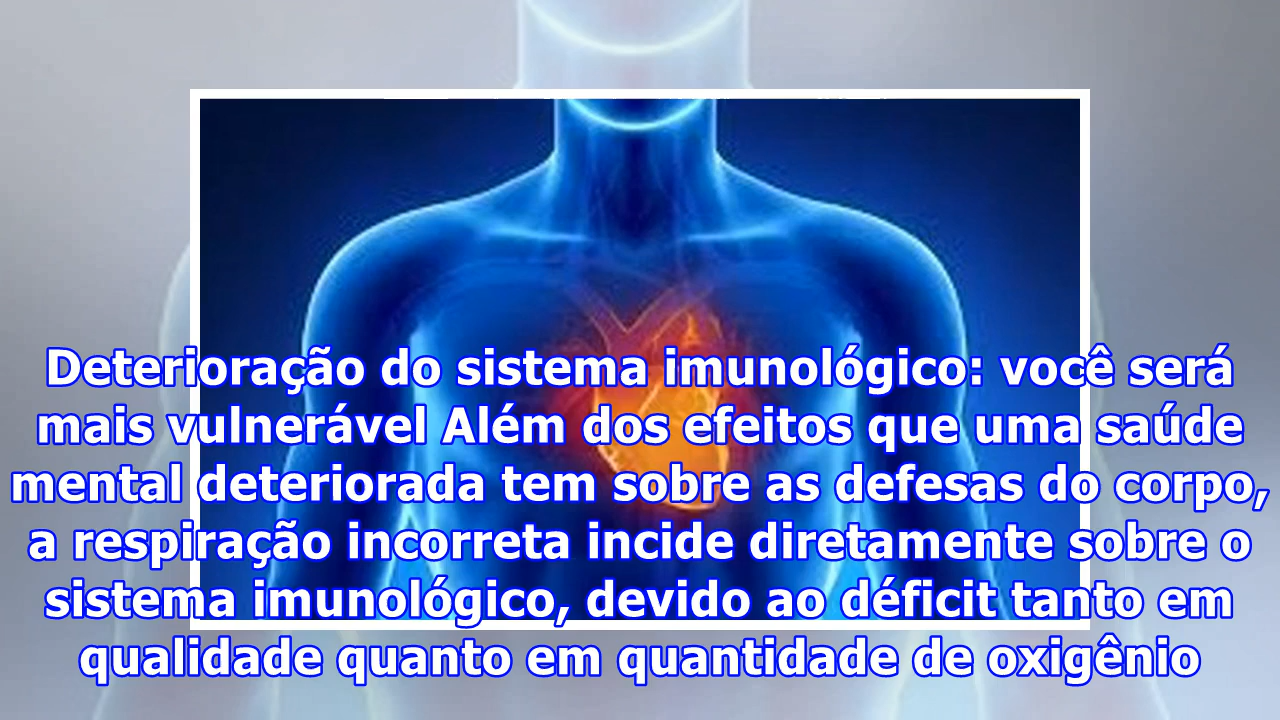 Deterioração do sistema imunológico: você será
mais vulnerável Além dos efeitos que uma saúde
mental deteriorada tem sobre as defesas do corpo,
a respiração incorreta incide diretamente sobre o
sistema imunológico, devido ao déficit tanto em
qualidade quanto em quantidade de oxigênio